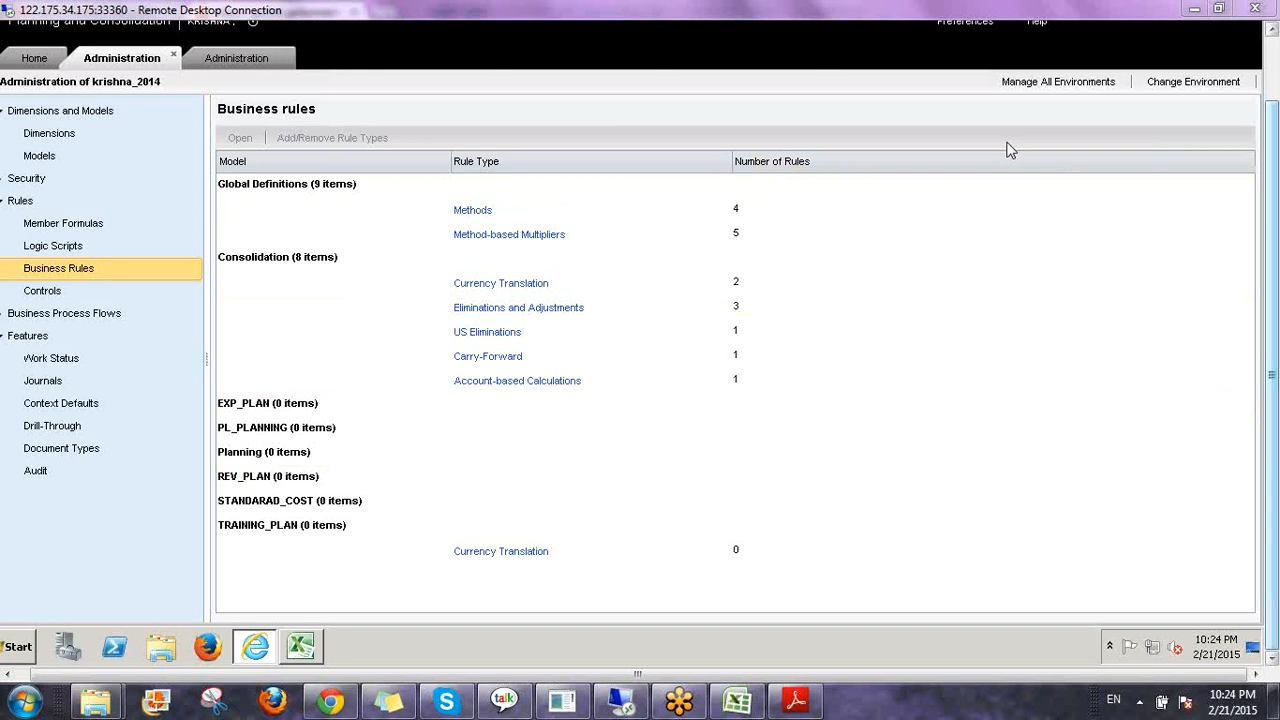 122.175.34.175:33360 - Remote Desktop Connection
Planning and Consolidation KRISHNA
Preferences Help
Home Administration Administration
Administration of krishna_2014
Manage All Environments Change Environment
Dimensions and Models
Dimensions
Models
Security
Rules
Member Formulas
Logic Scripts
Business Rules
Controls
Business Process Flows
Features
Work Status
Journals
Context Defaults
Drill-Through
Document Types
Audit
Business rules
Open Add/Remove Rule Types
Model Rule Type Number of Rules
Global Definitions (9 items)
Methods 4
Method-based Multipliers 5
Consolidation (8 items)
Currency Translation 2
Eliminations and Adjustments 3
US Eliminations 1
Carry-Forward 1
Account-based Calculations 1
EXP_PLAN (0 items)
PL_PLANNING (0 items)
Planning (0 items)
REV_PLAN (0 items)
STANDARAD_COST (0 items)
TRAINING_PLAN (0 items)
Currency Translation 0
Start
10:24 PM
2/21/2015
talk
EN
10:24 PM
2/21/2015